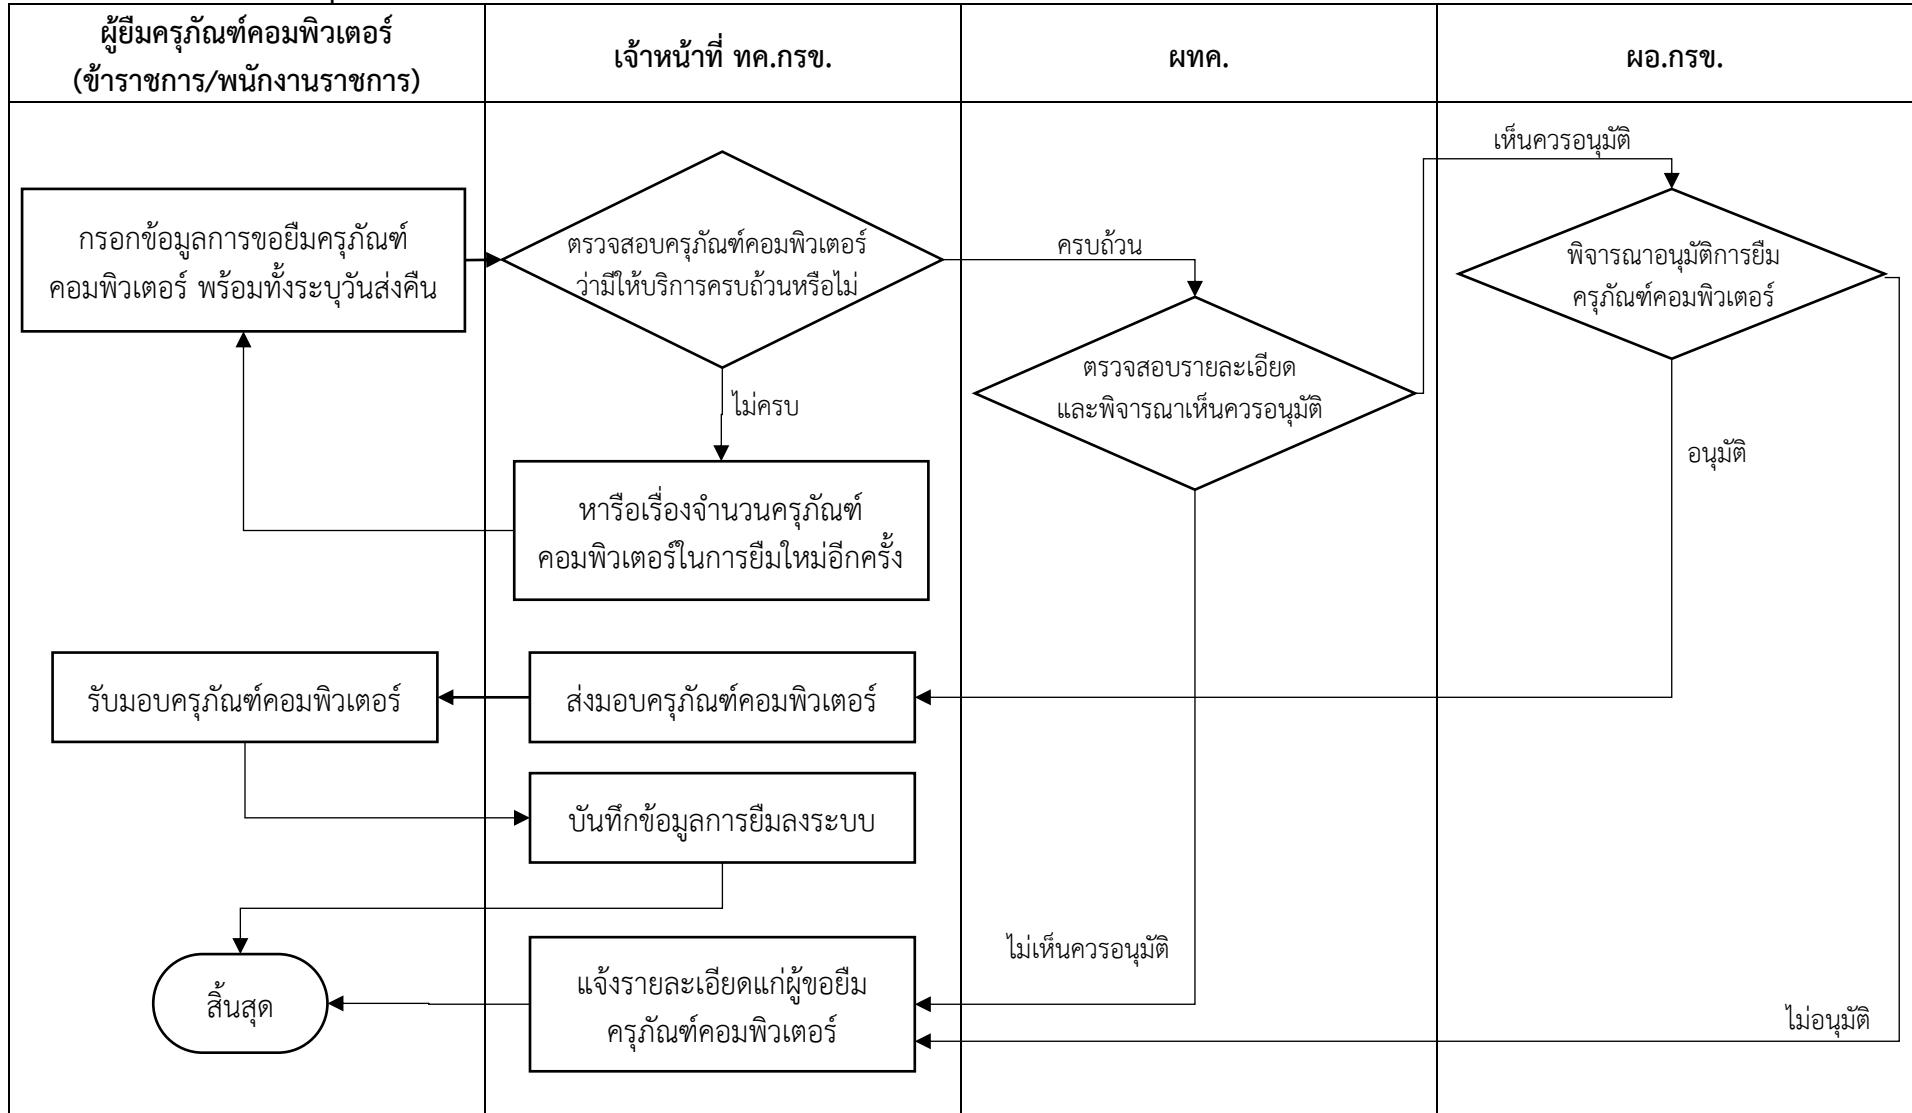 ผู้ยืมครุภัณฑ์คอมพิวเตอร์
(ข้าราชการ/พนักงานราชการ)
เจ้าหน้าที่ ทค.กรข.
ผทค.
ผอ.กรข.
เห็นควรอนุมัติ
กรอกข้อมูลการขอยืมครุภัณฑ์
คอมพิวเตอร์ พร้อมทั้งระบุวันส่งคืน
ตรวจสอบครุภัณฑ์คอมพิวเตอร์
ว่ามีให้บริการครบถ้วนหรือไม่
ครบถ้วน
พิจารณาอนุมัติการยืม
ครุภัณฑ์คอมพิวเตอร์
ตรวจสอบรายละเอียด
และพิจารณาเห็นควรอนุมัติ
ไม่ครบ
อนุมัติ
หารือเรื่องจำนวนครุภัณฑ์
คอมพิวเตอร์ในการยืมใหม่อีกครั้ง
รับมอบครุภัณฑ์คอมพิวเตอร์
ส่งมอบครุภัณฑ์คอมพิวเตอร์
บันทึกข้อมูลการยืมลงระบบ
ไม่เห็นควรอนุมัติ
สิ้นสุด
แจ้งรายละเอียดแก่ผู้ขอยืม
ครุภัณฑ์คอมพิวเตอร์
ไม่อนุมัติ